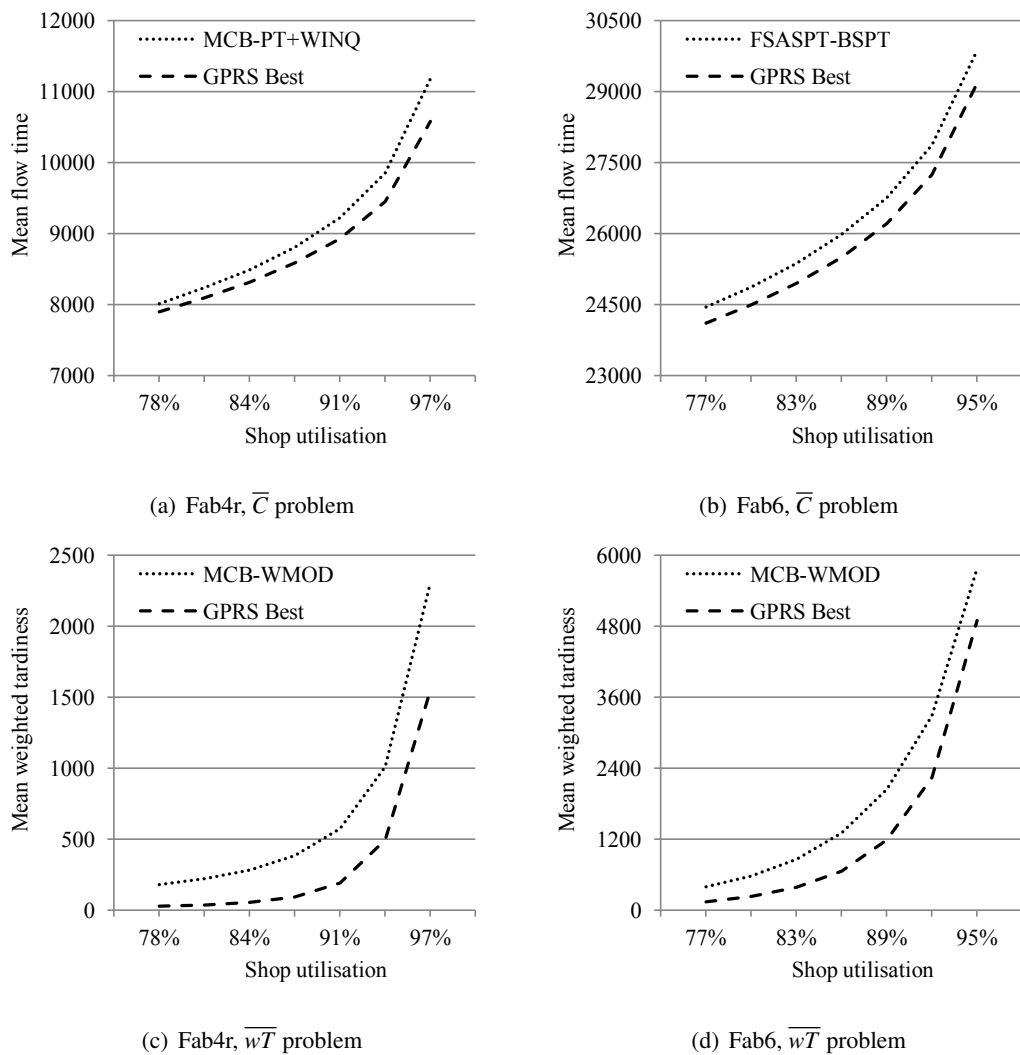 12000
11000
10000
9000
8000
7000
Mean flow time
MCB-PT+WINQ
GPRS Best
78% 84% 91% 97%
Shop utilisation
(a) Fab4r, C̅ problem
30500
29000
27500
26000
24500
23000
Mean flow time
FSASPT-BSPT
GPRS Best
77% 83% 89% 95%
Shop utilisation
(b) Fab6, C̅ problem
2500
2000
1500
1000
500
0
Mean weighted tardiness
MCB-WMOD
GPRS Best
78% 84% 91% 97%
Shop utilisation
(c) Fab4r, w̅T̅ problem
6000
4800
3600
2400
1200
0
Mean weighted tardiness
MCB-WMOD
GPRS Best
77% 83% 89% 95%
Shop utilisation
(d) Fab6, w̅T̅ problem